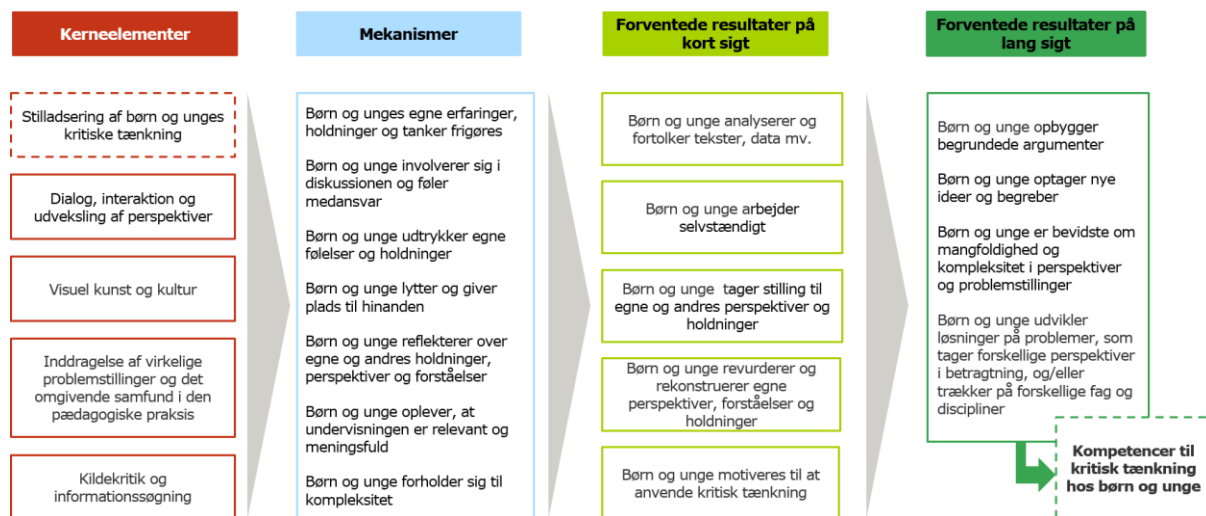 Kerneelementer
Stilladsering af børn og unges
kritiske tænkning
Dialog, interaktion og
udveksling af perspektiver
Visuel kunst og kultur
Inddragelse af virkelige
problemstillinger og det
omgivende samfund i den
pædagogiske praksis
Kildekritik og
informationssøgning
Mekanismer
Børn og unges egne erfaringer,
holdninger og tanker frigøres
Børn og unge involverer sig i
diskussionen og føler
medansvar
Børn og unge udtrykker egne
følelser og holdninger
Børn og unge lytter og giver
plads til hinanden
Børn og unge reflekterer over
egne og andres holdninger,
perspektiver og forståelser
Børn og unge oplever, at
undervisningen er relevant og
meningsfuld
Børn og unge forholder sig til
kompleksitet
Forventede resultater på
kort sigt
Børn og unge analyserer og
fortolker tekster, data mv.
Børn og unge arbejder
selvstændigt
Børn og unge tager stilling til
egne og andres perspektiver og
holdninger
Børn og unge revurderer og
rekonstruerer egne
perspektiver, forståelser og
holdninger
Børn og unge motiveres til at
anvende kritisk tænkning
Forventede resultater på
lang sigt
Børn og unge opbygger
begrundede argumenter
Børn og unge optager nye
ideer og begreber
Børn og unge er bevidste om
mangfoldighed og
kompleksitet i perspektiver
og problemstillinger
Børn og unge udvikler
løsninger på problemer, som
tager forskellige perspektiver
i betragtning, og/eller
trækker på forskellige fag og
discipliner
Kompetencer til
kritisk tænkning
hos børn og unge